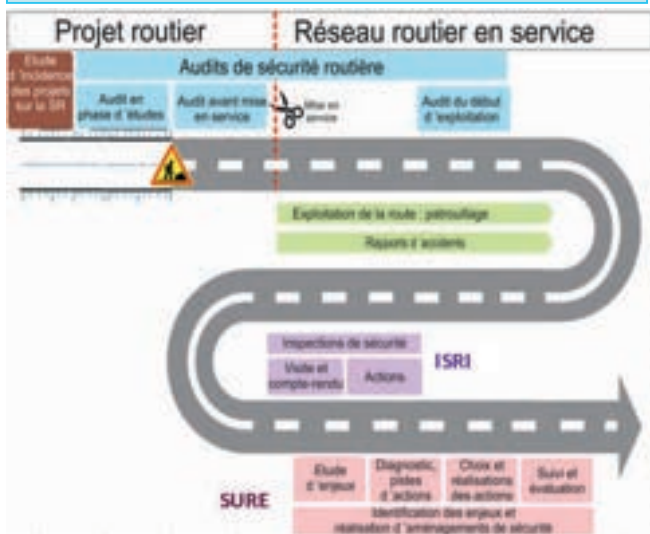 Projet routier
Réseau routier en service
Etude
d'incidence
des projets
sur la SR
Audits de sécurité routière
Audit en
phase d'études
Audit avant mise
en service
Mise en
service
Audit du début
d'exploitation
Exploitation de la route : patrouillage
Rapports d'accidents
Inspections de sécurité
Visite et
compte-rendu
Actions
ISRI
SURE
Etude
d'enjeux
Diagnostic,
pistes
d'actions
Choix et
réalisations
des actions
Suivi et
évaluation
Identification des enjeux et
réalisation d'aménagements de sécurité